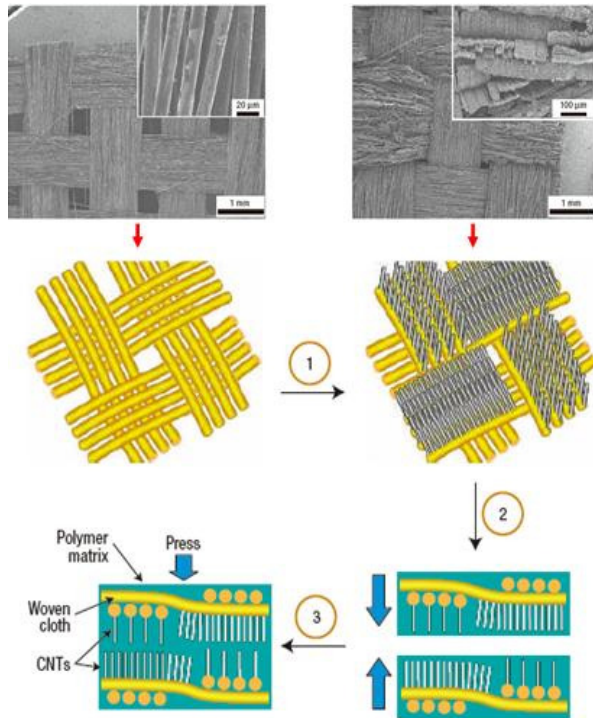 20 µm
1 mm
100 µm
1 mm
1
2
Polymer
matrix
Press
Woven
cloth
CNTs
3